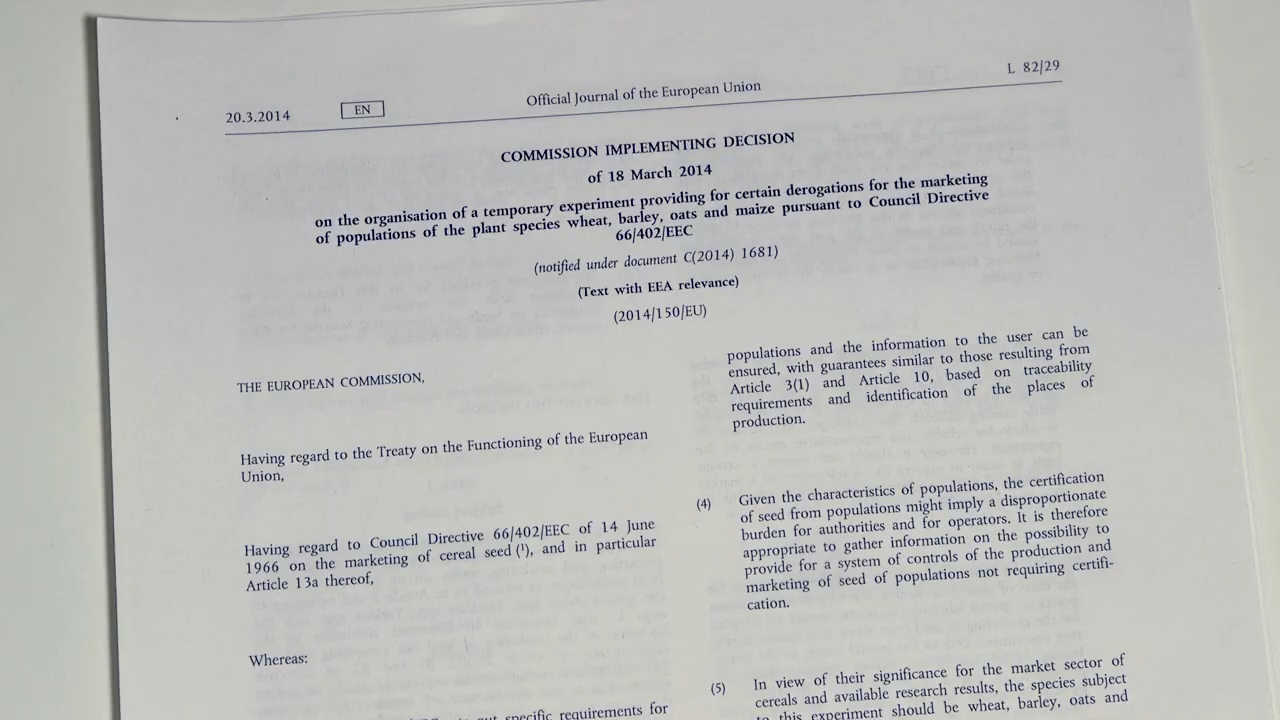 20.3.2014 EN Official Journal of the European Union L 82/29
COMMISSION IMPLEMENTING DECISION
of 18 March 2014
on the organisation of a temporary experiment providing for certain derogations for the marketing
of populations of the plant species wheat, barley, oats and maize pursuant to Council Directive
66/402/EEC
(notified under document C(2014) 1681)
(Text with EEA relevance)
(2014/150/EU)
THE EUROPEAN COMMISSION,
Having regard to the Treaty on the Functioning of the European
Union,
Having regard to Council Directive 66/402/EEC of 14 June
1966 on the marketing of cereal seed (¹), and in particular
Article 13a thereof,
Whereas:
out specific requirements for
populations and the information to the user can be
ensured, with guarantees similar to those resulting from
Article 3(1) and Article 10, based on traceability
requirements and identification of the places of
production.
(4) Given the characteristics of populations, the certification
of seed from populations might imply a disproportionate
burden for authorities and for operators. It is therefore
appropriate to gather information on the possibility to
provide for a system of controls of the production and
marketing of seed of populations not requiring certifi-
cation.
(5) In view of their significance for the market sector of
cereals and available research results, the species subject
to this experiment should be wheat, barley, oats and